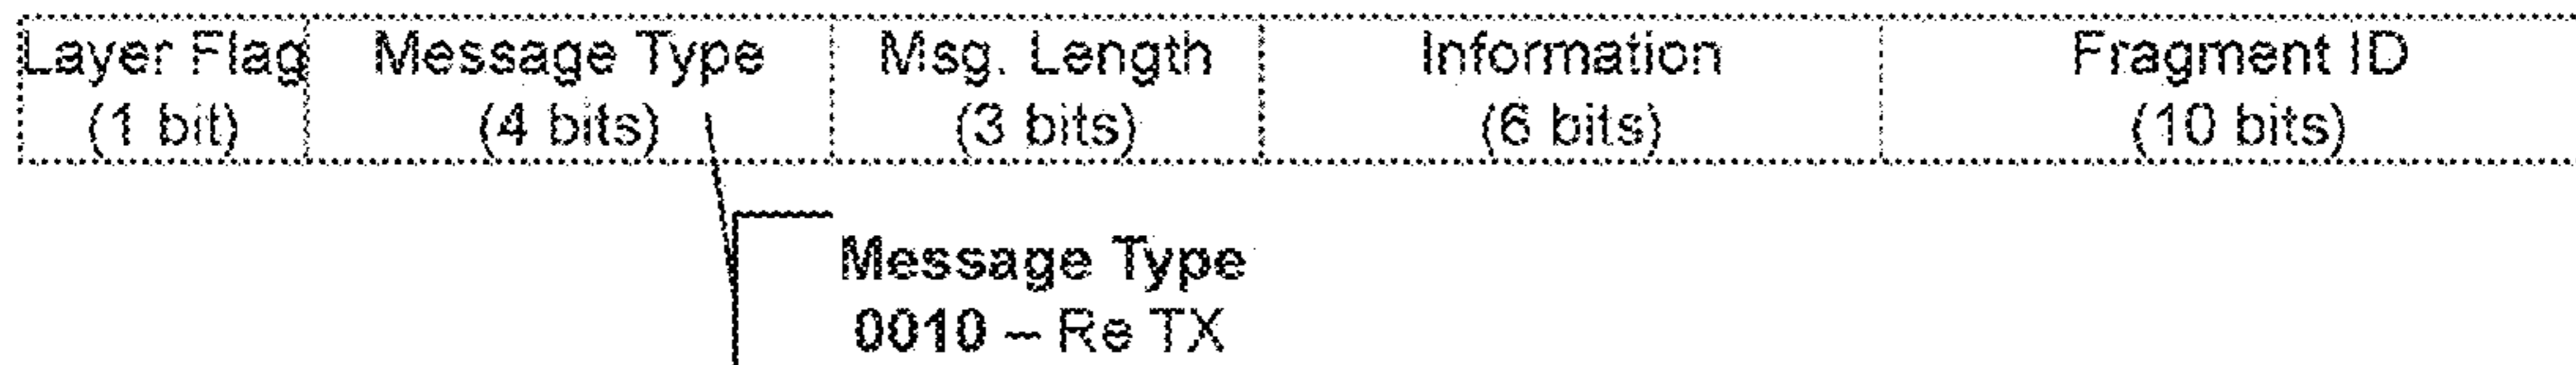 Layer Flag Message Type Msg. Length Information Fragment ID
(1 bit) (4 bits) (3 bits) (6 bits) (10 bits)
Message Type
0010 – Re TX